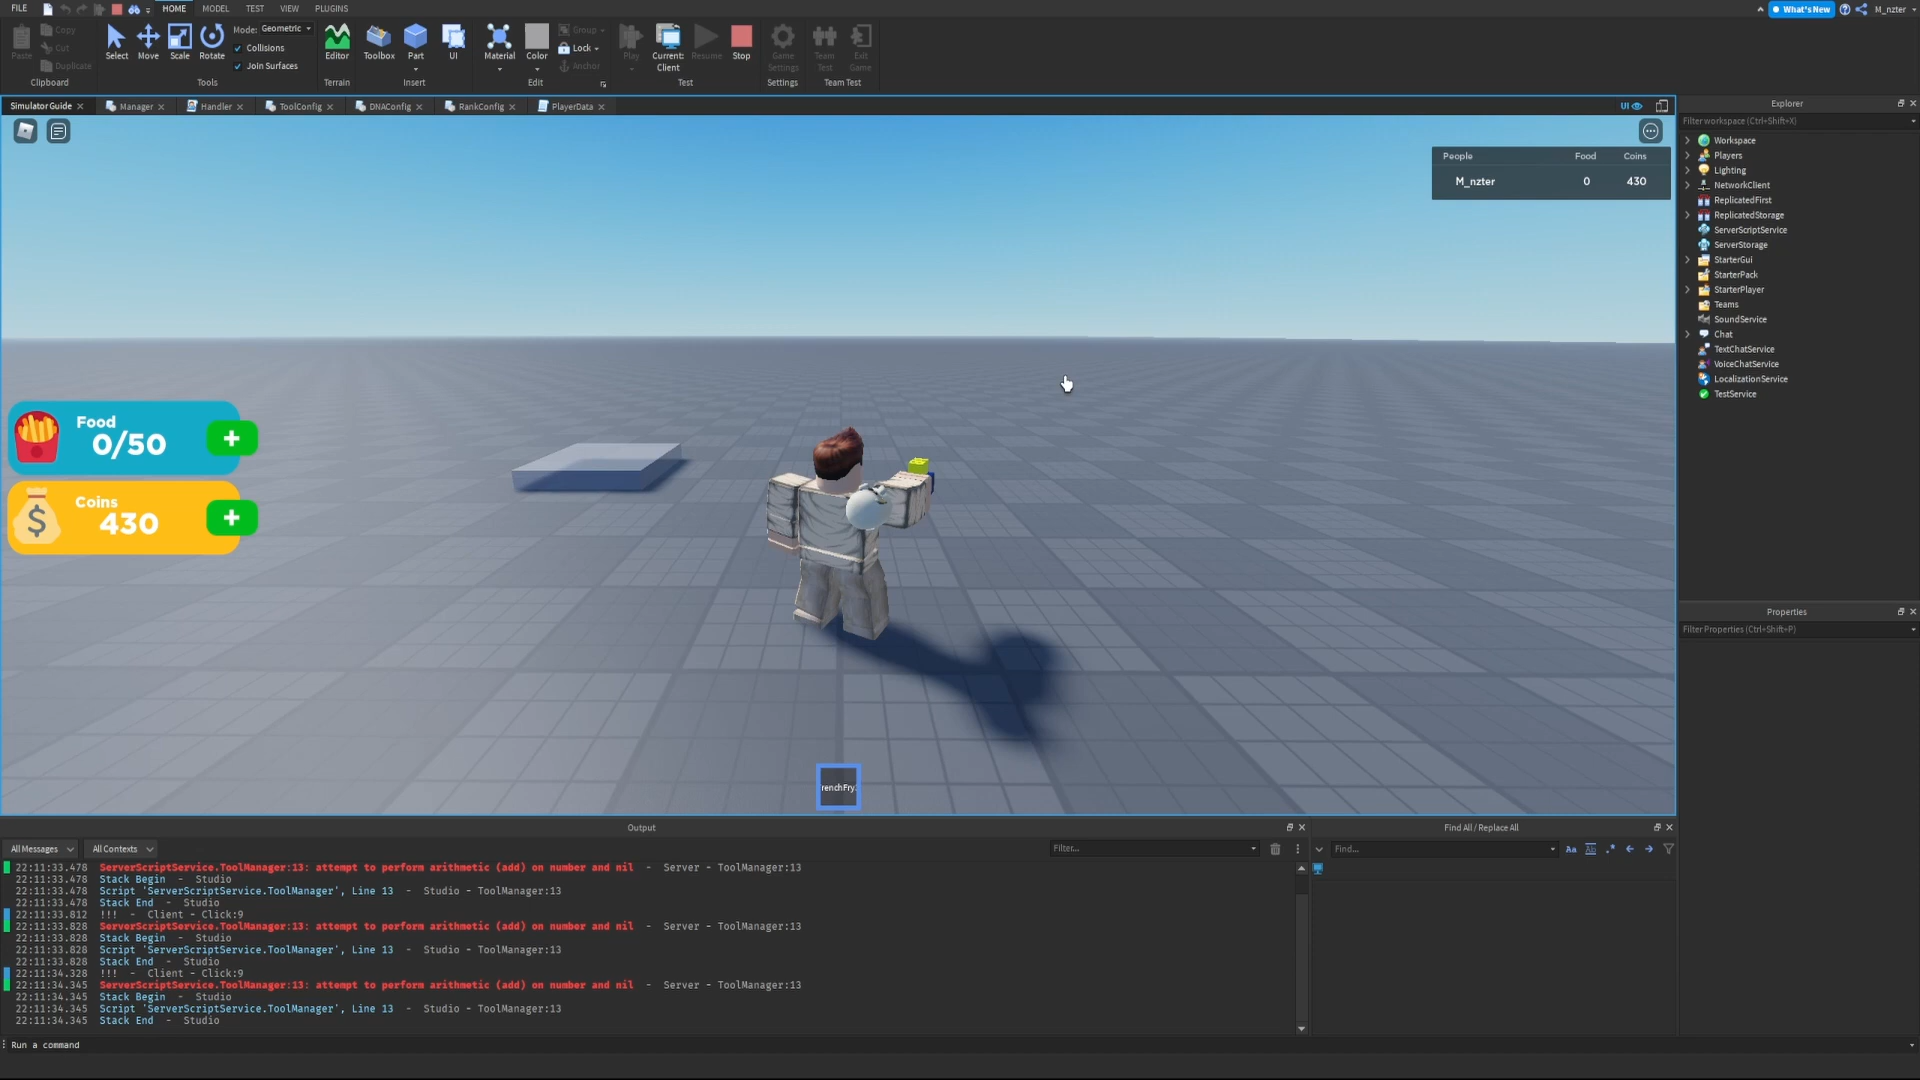 FILE HOME MODEL TEST VIEW PLUGINS
What's New M_nzter
Paste Copy Cut Duplicate
Select Move Scale Rotate
Mode: Geometric
Collisions
Join Surfaces
Editor Toolbox Part UI Material Color
Group
Lock
Anchor
Play Current: Client Resume Stop Game Settings Team Test Exit Game
Clipboard Tools Terrain Insert Edit Test Settings Team Test
Simulator Guide Manager Handler ToolConfig DNAConfig RankConfig PlayerData
UI
People Food Coins
M_nzter 0 430
Food
0/50
+
Coins
430
+
$
renchFry
Explorer
Filter workspace (Ctrl+Shift+X)
Workspace
Players
Lighting
NetworkClient
ReplicatedFirst
ReplicatedStorage
ServerScriptService
ServerStorage
StarterGui
StarterPack
StarterPlayer
Teams
SoundService
Chat
TextChatService
VoiceChatService
LocalizationService
TestService
Properties
Filter Properties (Ctrl+Shift+P)
Output
All Messages All Contexts Filter...
22:11:33.478 ServerScriptService.ToolManager:13: attempt to perform arithmetic (add) on number and nil - Server - ToolManager:13
22:11:33.478 Stack Begin - Studio
22:11:33.478 Script 'ServerScriptService.ToolManager', Line 13 - Studio - ToolManager:13
22:11:33.478 Stack End - Studio
22:11:33.812 !!! - Client - Click:9
22:11:33.828 ServerScriptService.ToolManager:13: attempt to perform arithmetic (add) on number and nil - Server - ToolManager:13
22:11:33.828 Stack Begin - Studio
22:11:33.828 Script 'ServerScriptService.ToolManager', Line 13 - Studio - ToolManager:13
22:11:33.828 Stack End - Studio
22:11:34.328 !!! - Client - Click:9
22:11:34.345 ServerScriptService.ToolManager:13: attempt to perform arithmetic (add) on number and nil - Server - ToolManager:13
22:11:34.345 Stack Begin - Studio
22:11:34.345 Script 'ServerScriptService.ToolManager', Line 13 - Studio - ToolManager:13
22:11:34.345 Stack End - Studio
Find All / Replace All
Find... Aa Ab .*
Run a command